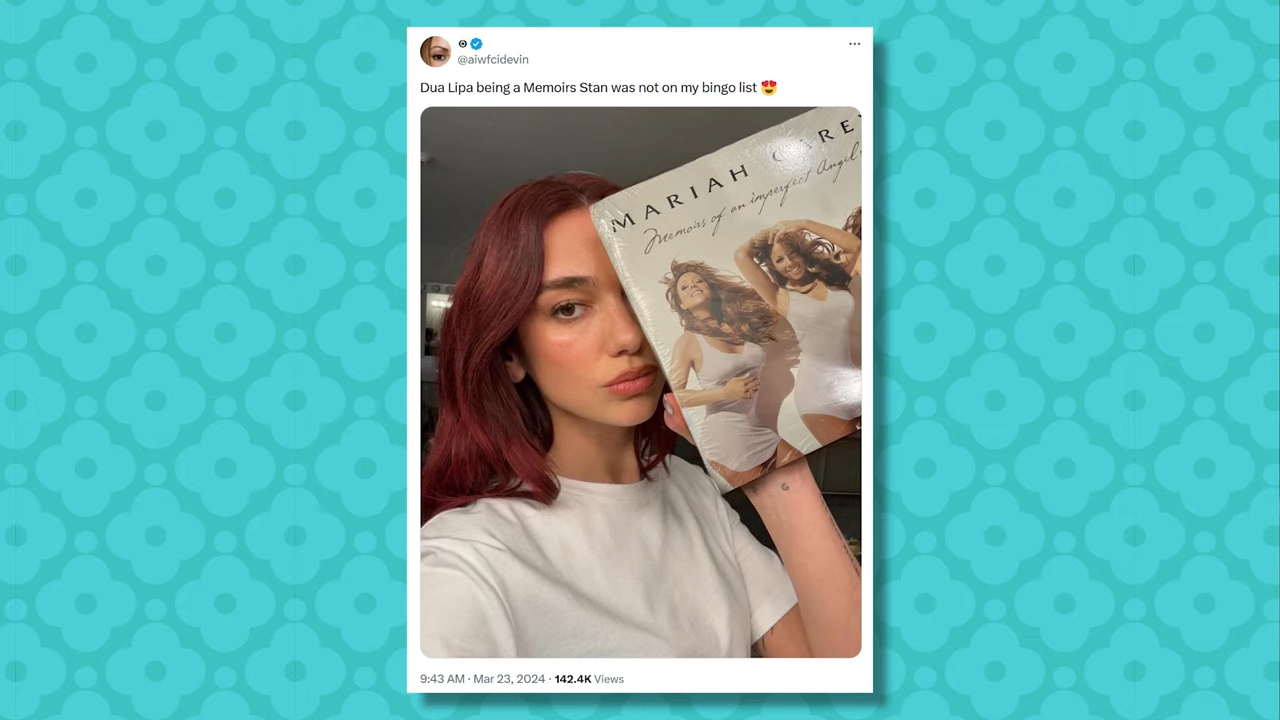 @aiwfcidevin
Dua Lipa being a Memoirs Stan was not on my bingo list 😍
MARIAH CAREY
Memoirs of an imperfect Angel
9:43 AM · Mar 23, 2024 · 142.4K Views